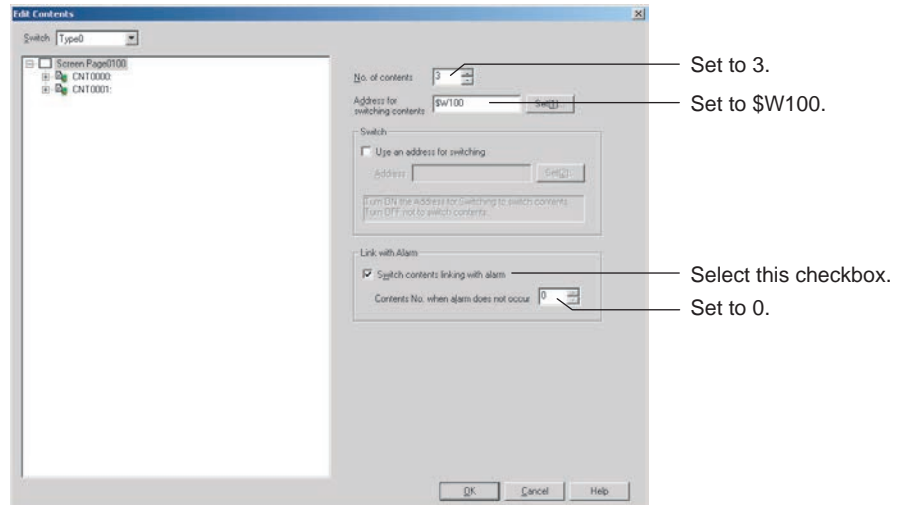 Edit Contents
Switch Type0
Screen Page0100
CNT0000:
CNT0001:
No. of contents 3
Set to 3.
Address for
switching contents $W100 Set[1]...
Set to $W100.
Switch
Use an address for switching
Address Set[2]...
Turn ON the Address for Switching to switch contents.
Turn OFF not to switch contents.
Link with Alarm
Switch contents linking with alarm
Select this checkbox.
Contents No. when alarm does not occur 0
Set to 0.
OK Cancel Help